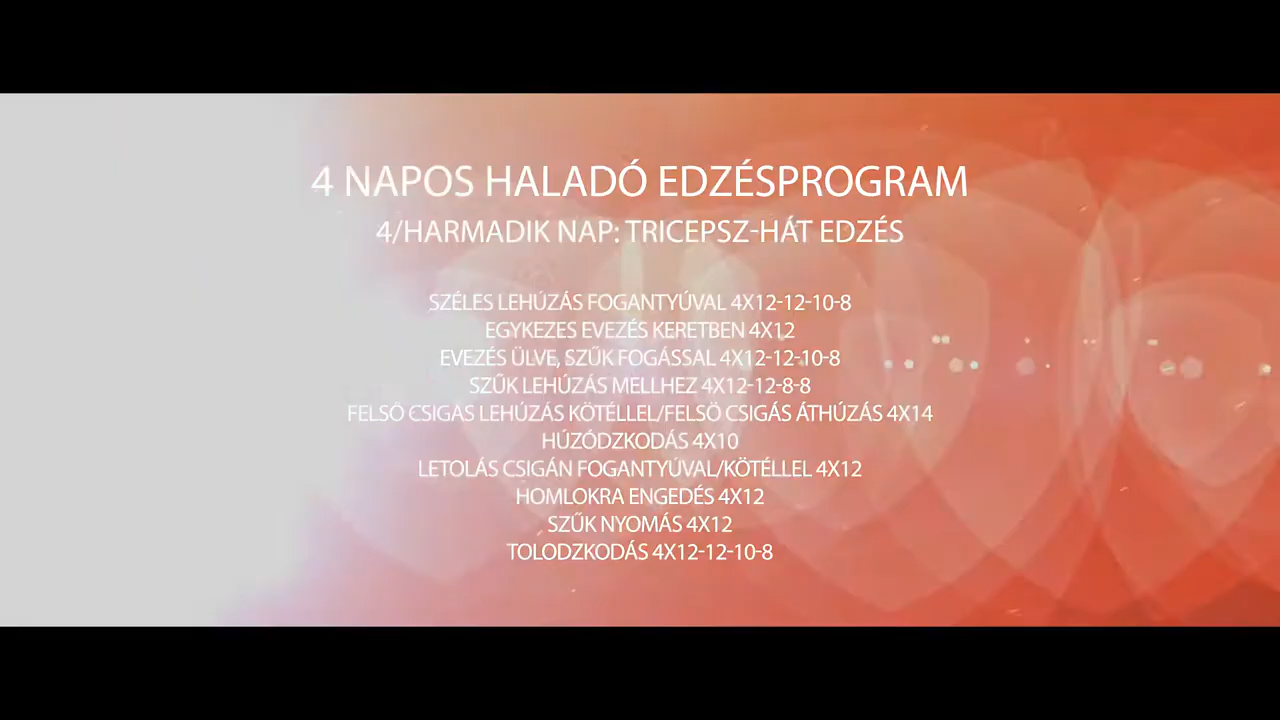 4 NAPOS HALADÓ EDZÉSPROGRAM
4/HARMADIK NAP: TRICEPSZ-HÁT EDZÉS
SZÉLES LEHÚZÁS FOGANTYÚVAL 4X12-12-10-8
EGYKEZES EVEZÉS KERETBEN 4X12
EVEZÉS ÜLVE, SZŰK FOGÁSSAL 4X12-12-10-8
SZŰK LEHÚZÁS MELLHEZ 4X12-12-8-8
FELSÖ CSIGAS LEHÚZÁS KÖTÉLLEL/FELSÖ CSIGÁS ÁTHÚZÁS 4X14
HÚZÓDZKODÁS 4X10
LETOLÁS CSIGÁN FOGANTYÚVAL/KÖTÉLLEL 4X12
HOMLOKRA ENGEDÉS 4X12
SZŰK NYOMÁS 4X12
TOLODZKODÁS 4X12-12-10-8